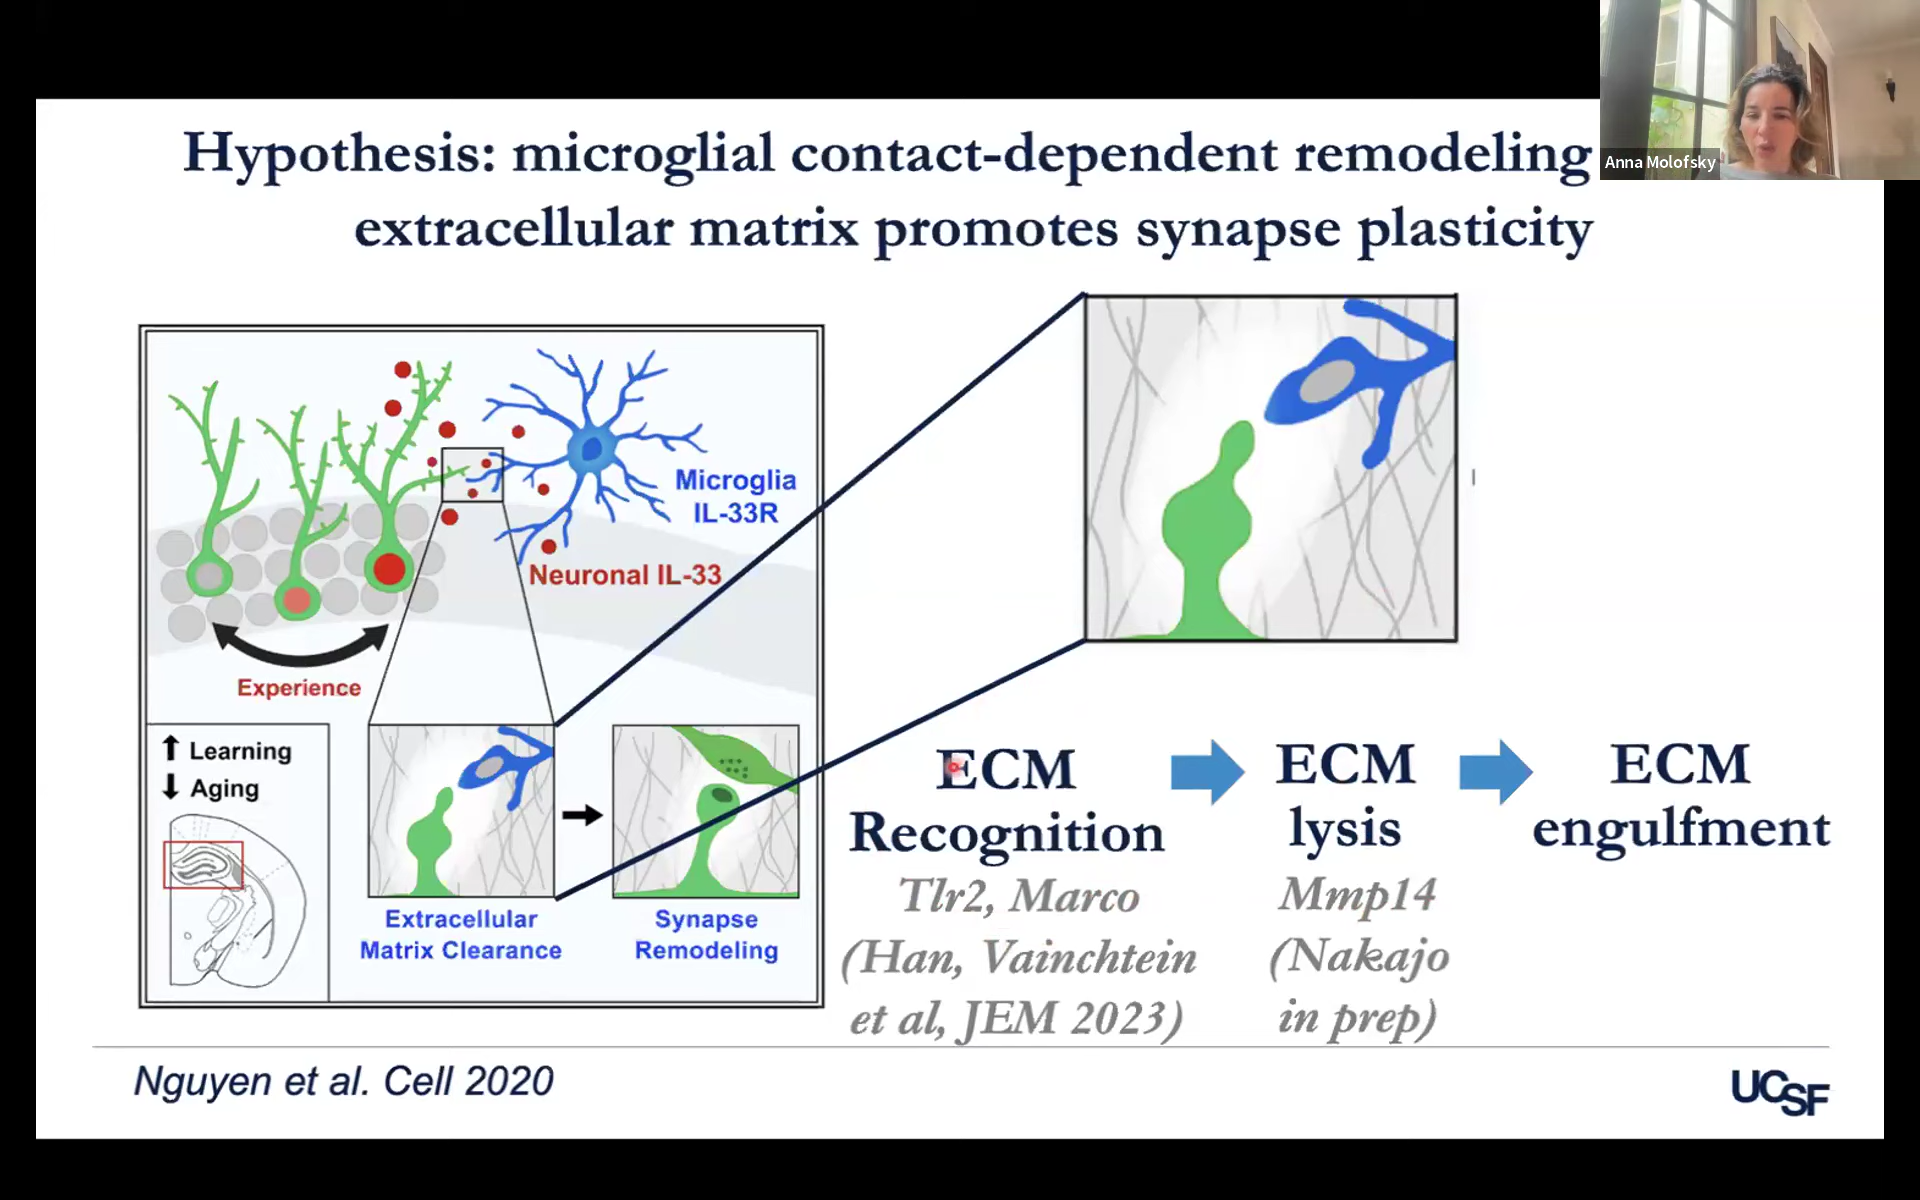 Anna Molofsky
Hypothesis: microglial contact-dependent remodeling
extracellular matrix promotes synapse plasticity
Microglia
IL-33R
Neuronal IL-33
Experience
Learning
Aging
Extracellular
Matrix Clearance
Synapse
Remodeling
ECM
Recognition
Tlr2, Marco
(Han, Vainchtein
et al, JEM 2023)
ECM
lysis
Mmp14
(Nakajo
in prep)
ECM
engulfment
Nguyen et al. Cell 2020
UCSF